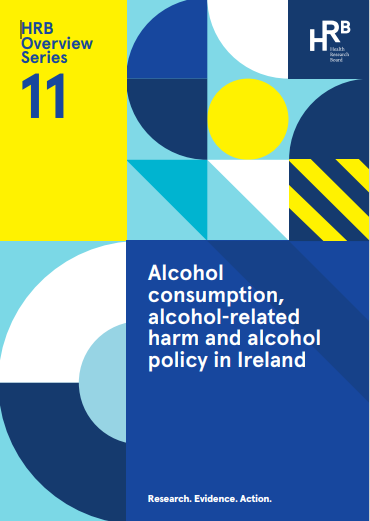 HRB
Overview
Series
11
HRB
Health
Research
Board
Alcohol
consumption,
alcohol-related
harm and alcohol
policy in Ireland
Research. Evidence. Action.